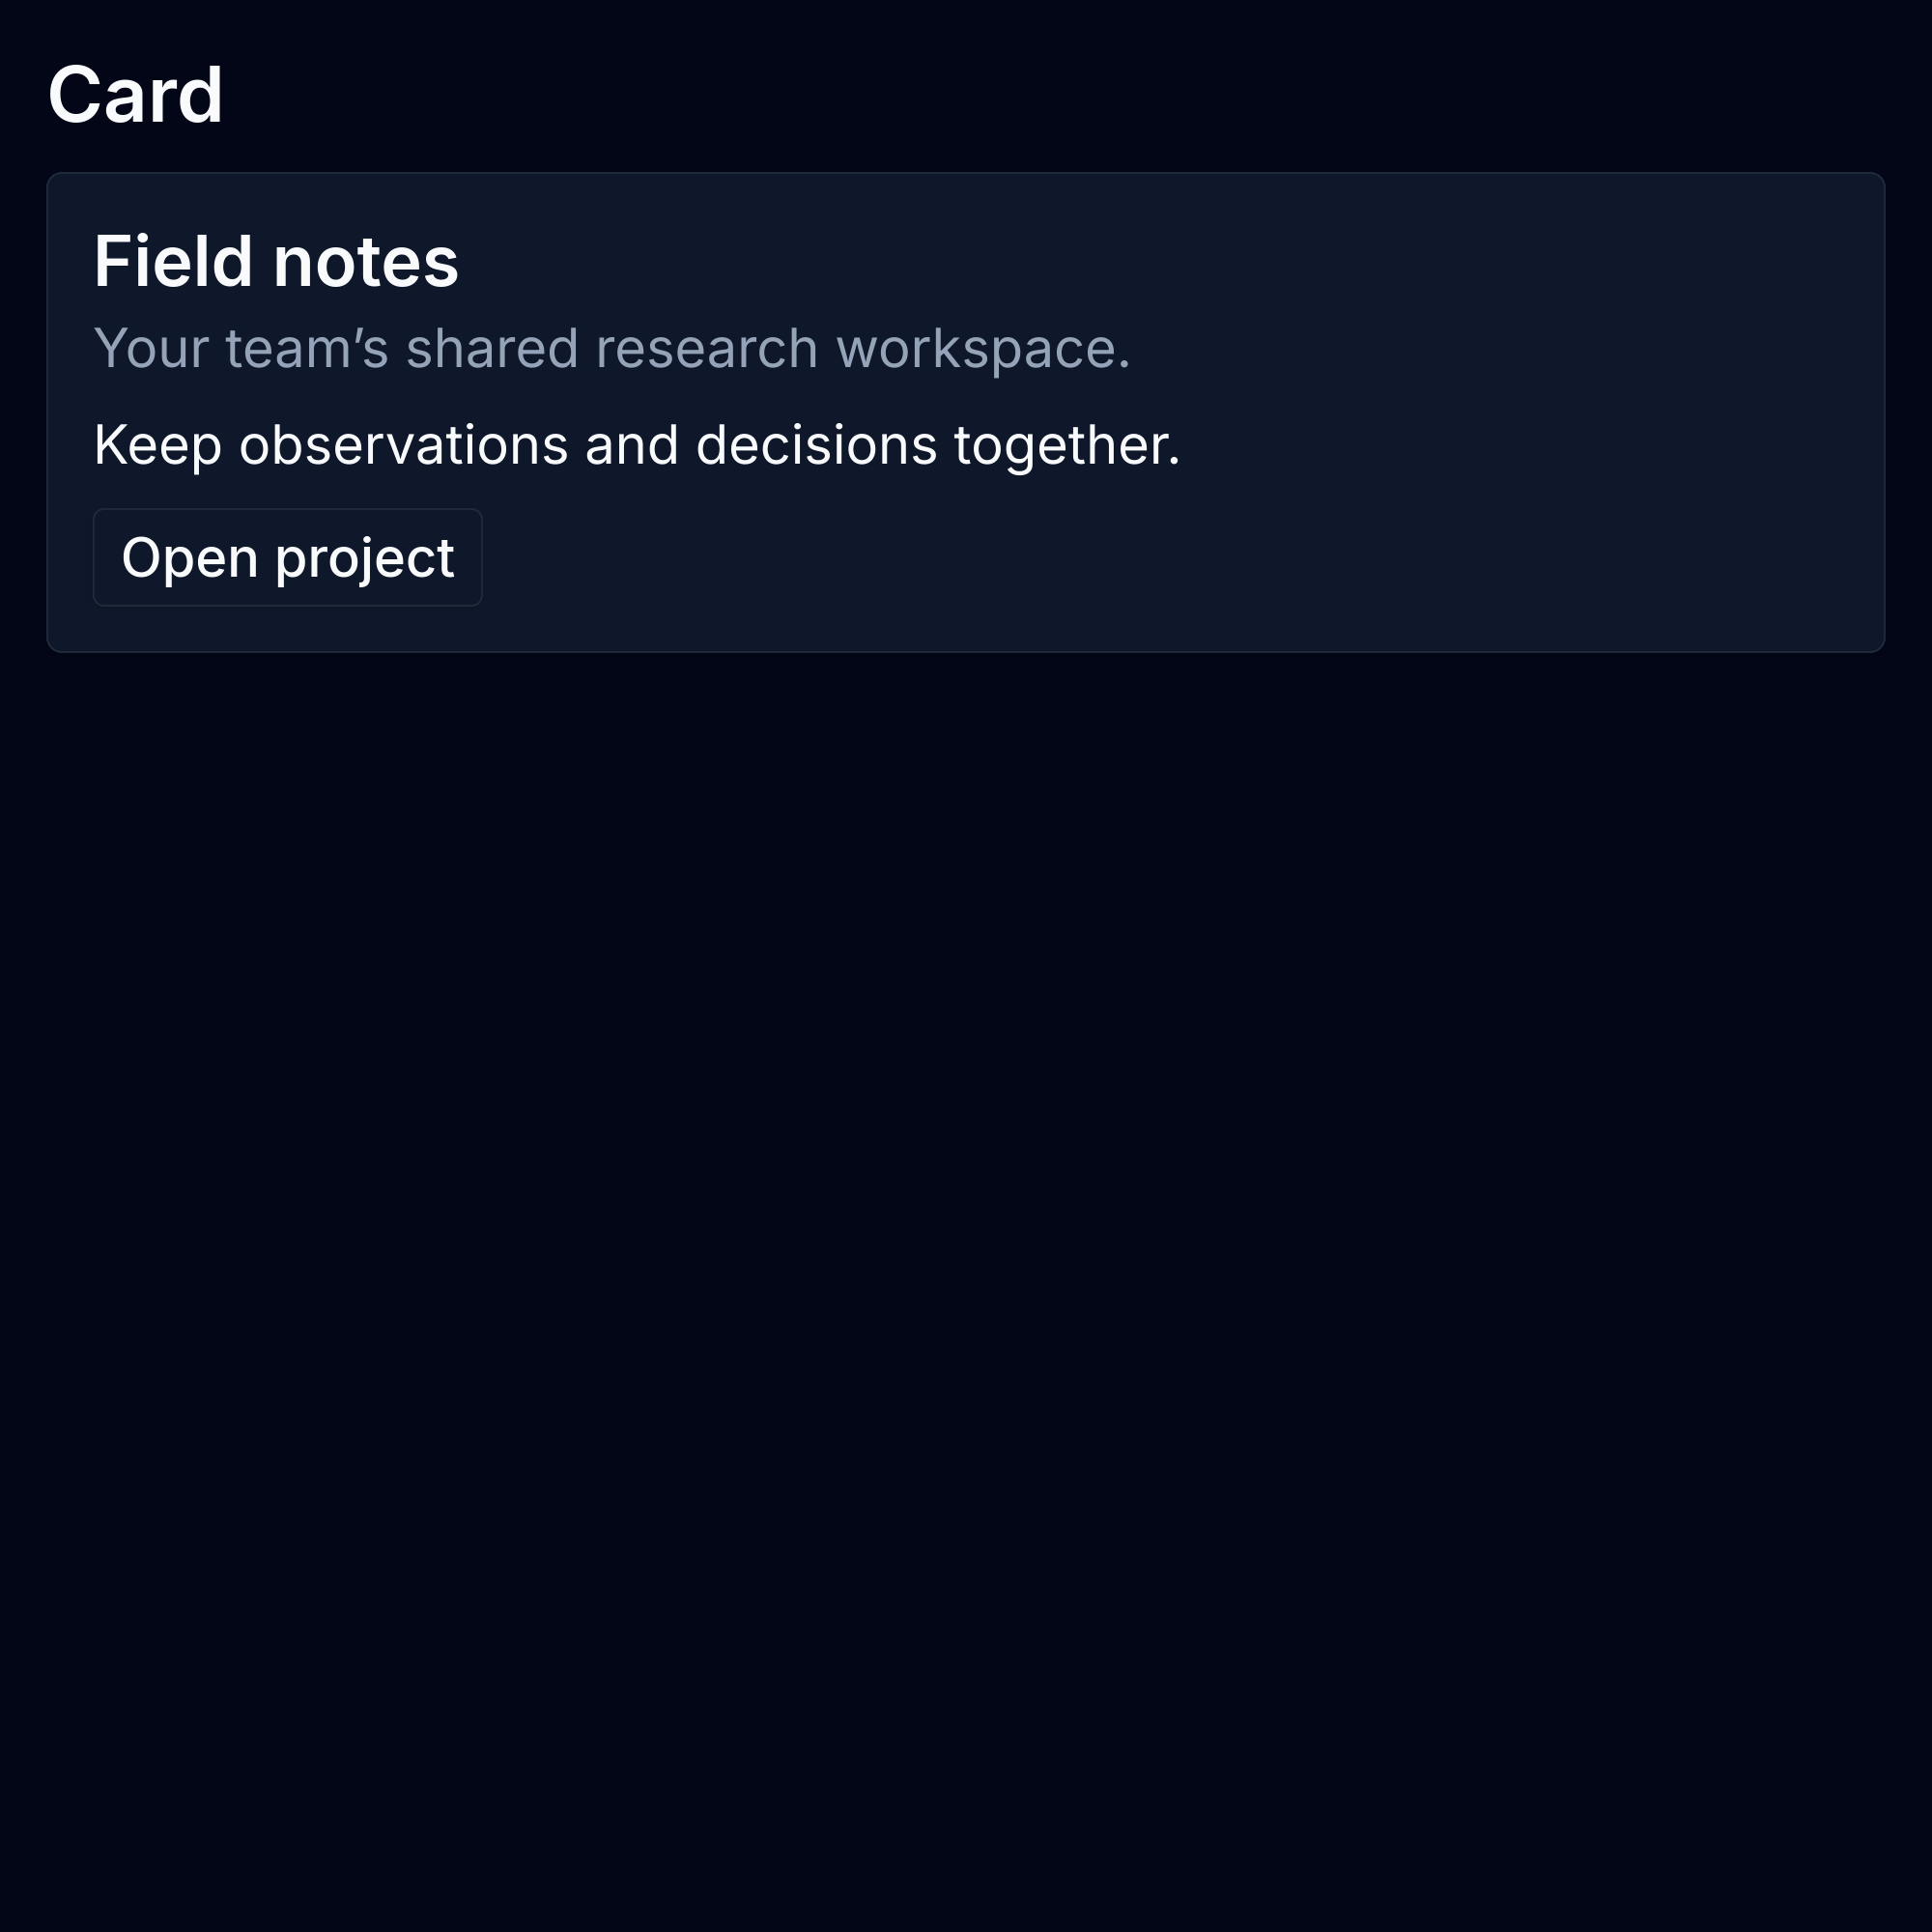 Card
Field notes
Your team’s shared research workspace.
Keep observations and decisions together.
Open project